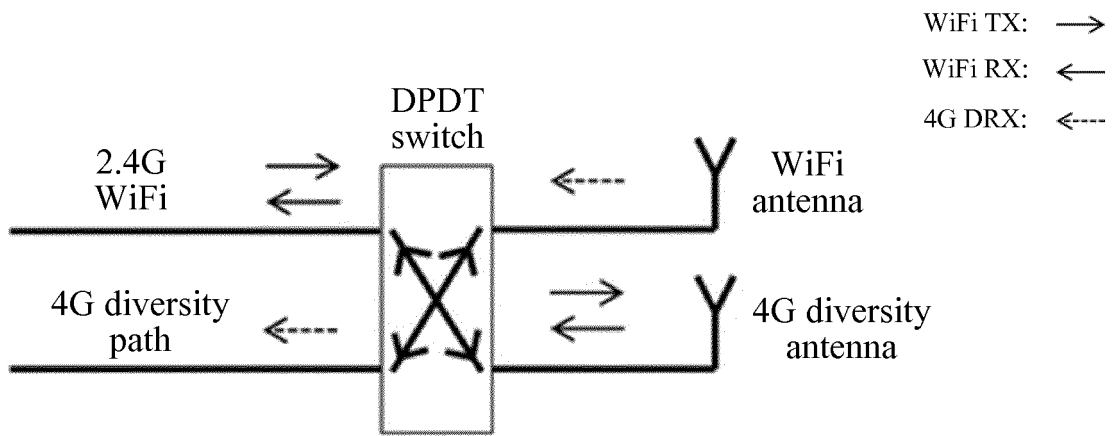 WiFi TX:
WiFi RX:
4G DRX:
DPDT
switch
2.4G
WiFi
WiFi
antenna
4G diversity
path
4G diversity
antenna